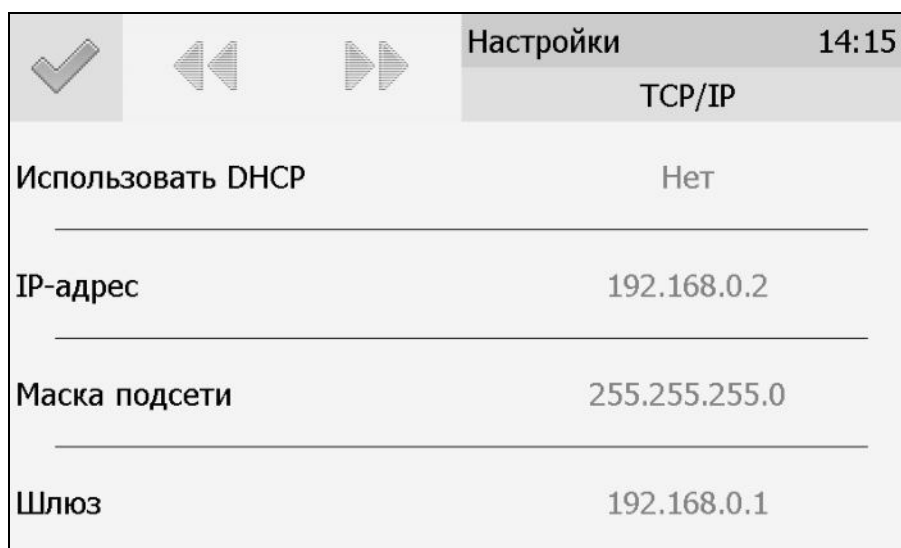 Настройки 14:15
TCP/IP
Использовать DHCP Нет
IP-адрес 192.168.0.2
Маска подсети 255.255.255.0
Шлюз 192.168.0.1